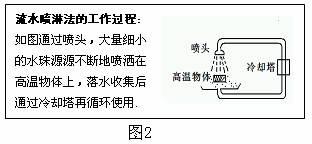 流水喷淋法的工作过程：
如图通过喷头，大量细小
的水珠源源不断地喷洒在
高温物体上，落水收集后
通过冷却塔再循环使用．
喷头
高温物体
冷却塔
图2